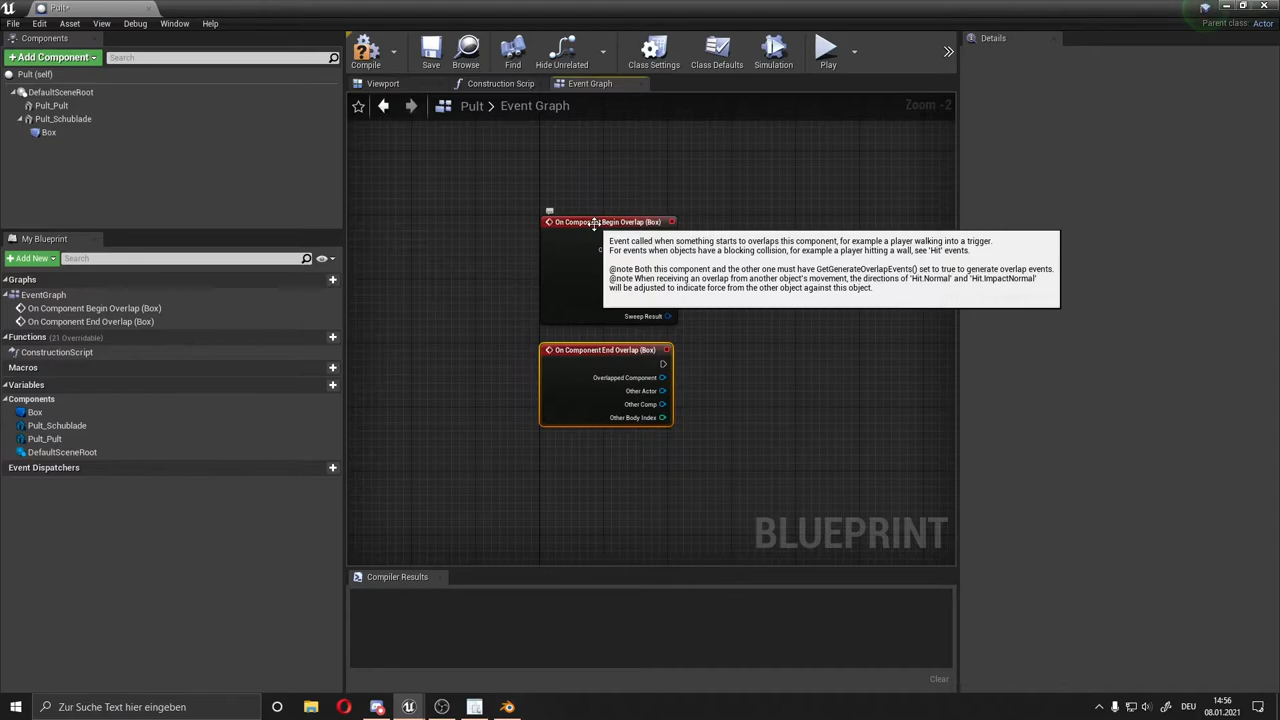 Pult*
File Edit Asset View Debug Window Help
Parent class: Actor
Components
+Add Component
Search
Pult (self)
DefaultSceneRoot
Pult_Pult
Pult_Schublade
Box
Compile
Save
Browse
Find
Hide Unrelated
Class Settings
Class Defaults
Simulation
Play
Details
Viewport
Construction Scrip
Event Graph
Pult > Event Graph
Zoom -2
My Blueprint
+Add New
Search
Graphs
EventGraph
On Component Begin Overlap (Box)
On Component End Overlap (Box)
Functions (21 Overridable)
ConstructionScript
Macros
Variables
Components
Box
Pult_Schublade
Pult_Pult
DefaultSceneRoot
Event Dispatchers
On Component Begin Overlap (Box)
Event called when something starts to overlaps this component, for example a player walking into a trigger.
For events when objects have a blocking collision, for example a player hitting a wall, see 'Hit' events.
@note Both this component and the other one must have GetGenerateOverlapEvents() set to true to generate overlap events.
@note When receiving an overlap from another object's movement, the directions of 'Hit.Normal' and 'Hit.ImpactNormal'
will be adjusted to indicate force from the other object against this object.
Sweep Result
On Component End Overlap (Box)
Overlapped Component
Other Actor
Other Comp
Other Body Index
BLUEPRINT
Compiler Results
Clear
Zur Suche Text hier eingeben
DEU
14:56
08.01.2021